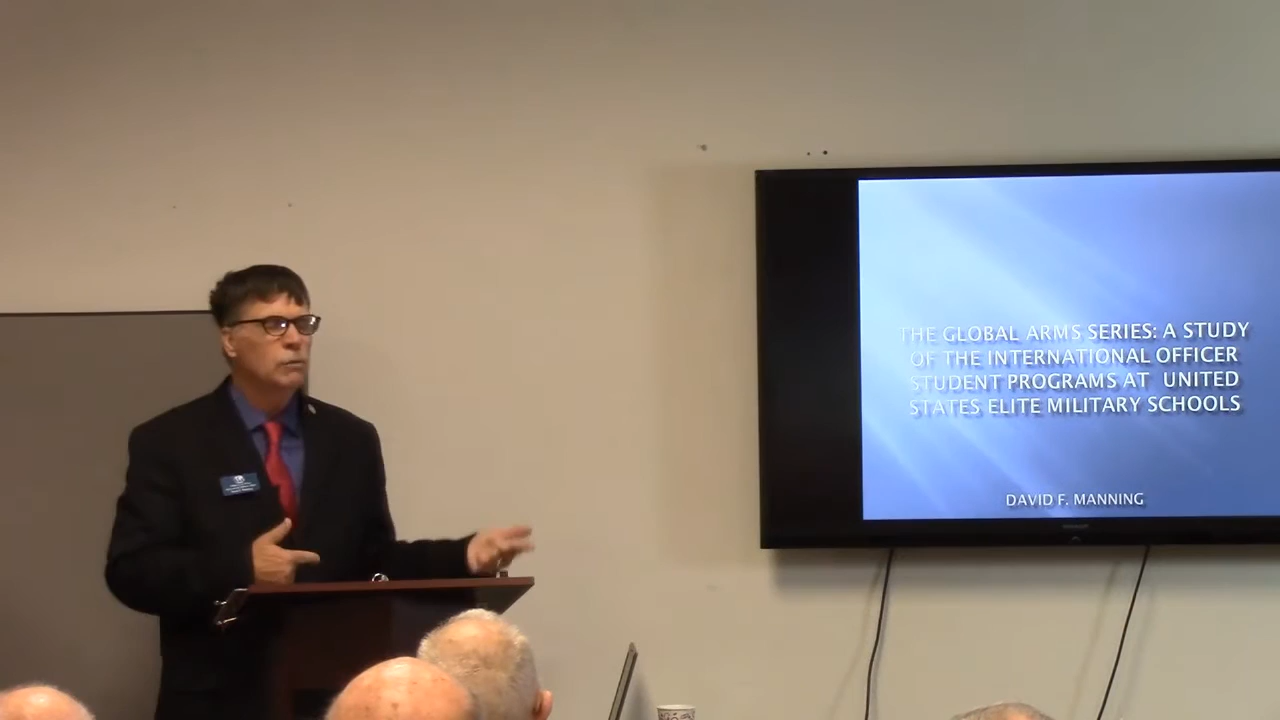 THE GLOBAL ARMS SERIES: A STUDY
OF THE INTERNATIONAL OFFICER
STUDENT PROGRAMS AT UNITED
STATES ELITE MILITARY SCHOOLS
DAVID F. MANNING